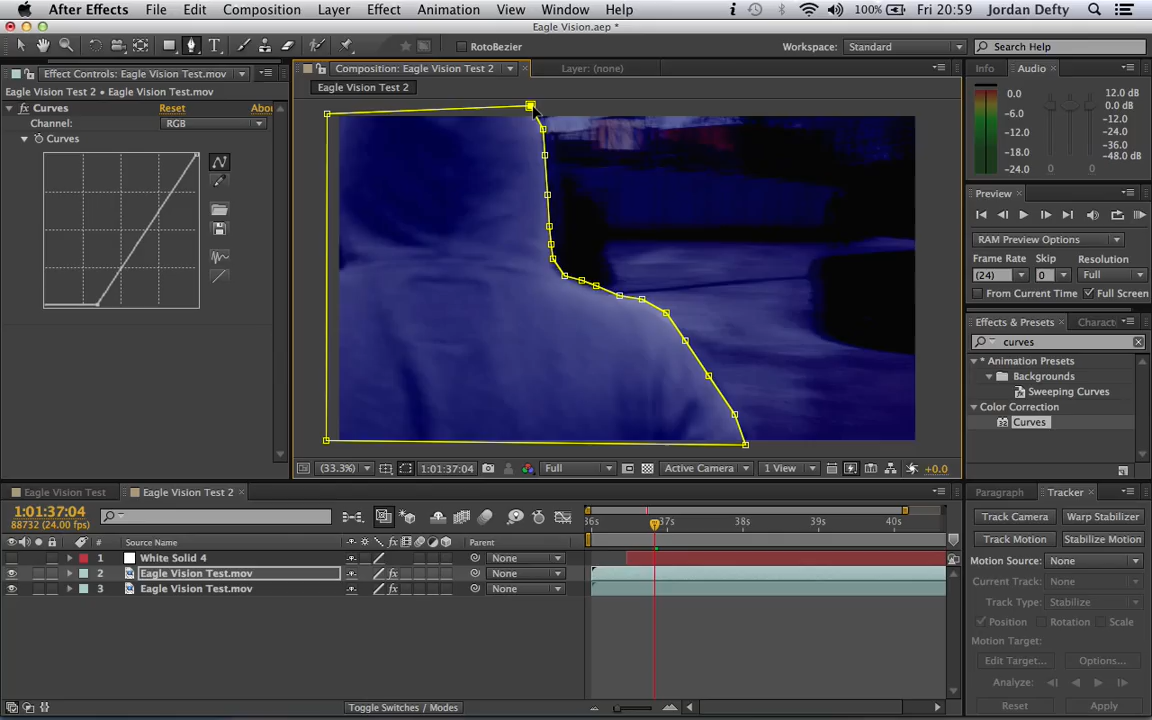 After Effects File Edit Composition Layer Effect Animation View Window Help 100% Fri 20:59 Jordan Defty
Eagle Vision.aep *
RotoBezier Workspace: Standard Search Help
Effect Controls: Eagle Vision Test.mov
Composition: Eagle Vision Test 2 Layer: (none)
Info Audio
Eagle Vision Test 2 • Eagle Vision Test.mov
Eagle Vision Test 2
fx Curves Reset Abou
Channel: RGB
Curves
0.0 12.0 dB
-6.0 0.0 dB
-12.0 -12.0
-18.0 -24.0
-24.0 -36.0
-48.0 dB
0 0
Preview
RAM Preview Options
Frame Rate Skip Resolution
(24) 0 Full
From Current Time Full Screen
Effects & Presets Charact
curves
* Animation Presets
Backgrounds
Sweeping Curves
Color Correction
32 Curves
(33.3%) 1:01:37:04 Full Active Camera 1 View +0.0
Eagle Vision Test Eagle Vision Test 2
Paragraph Tracker
1:01:37:04
88732 (24.00 fps)
36s 37s 38s 39s 40s
# Source Name fx Parent
1 White Solid 4 None
2 Eagle Vision Test.mov fx None
3 Eagle Vision Test.mov fx None
Track Camera Warp Stabilizer
Track Motion Stabilize Motion
Motion Source: None
Current Track: None
Track Type: Stabilize
Position Rotation Scale
Motion Target:
Edit Target... Options...
Analyze:
Reset Apply
Toggle Switches / Modes